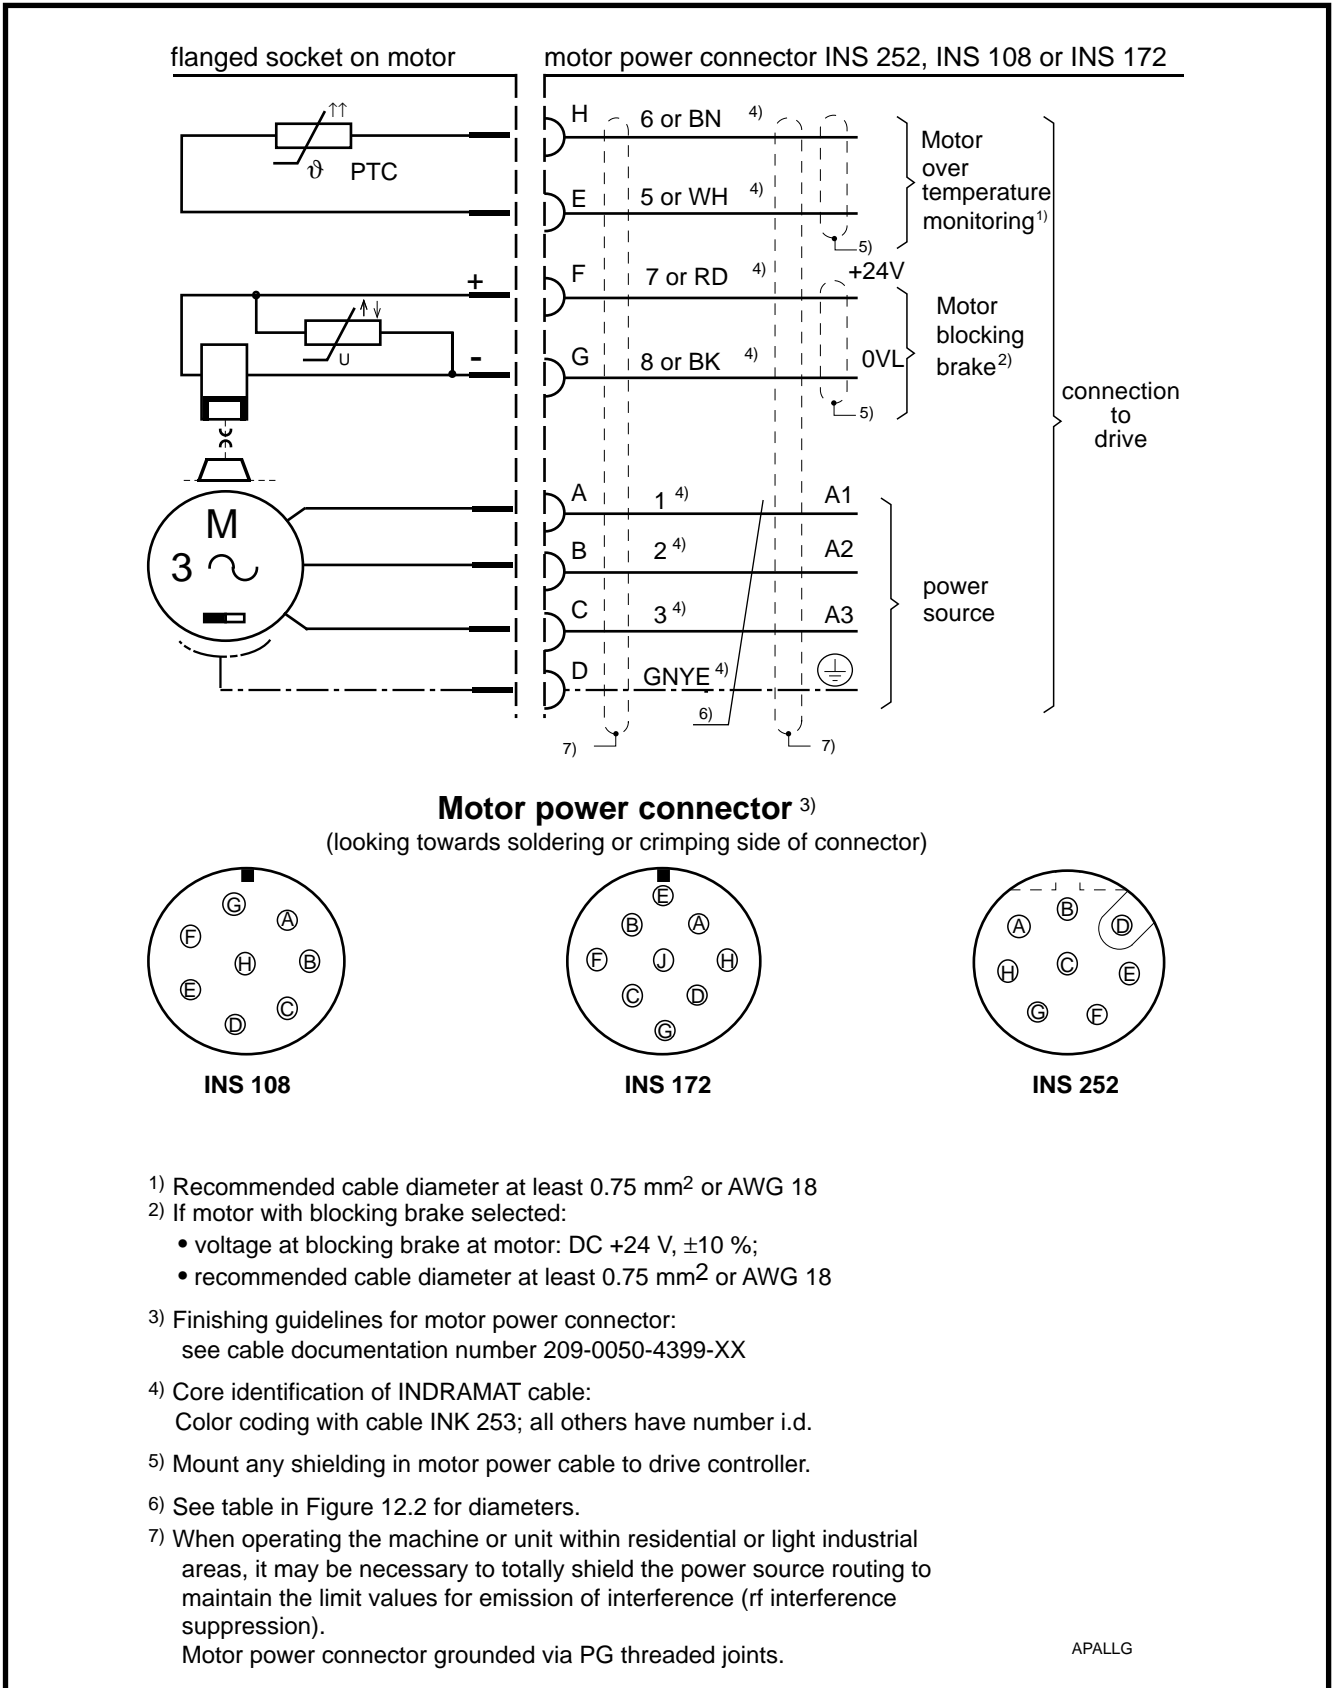 flanged socket on motor
motor power connector INS 252, INS 108 or INS 172
↑↑
ϑ PTC
H 6 or BN 4)
E 5 or WH 4)
Motor
over
temperature
monitoring1)
5)
+ F 7 or RD 4) +24V
↑↓
U
- G 8 or BK 4) 0VL
Motor
blocking
brake2)
5)
connection
to
drive
M
3
A 1 4) A1
B 2 4) A2
C 3 4) A3
D GNYE 4)
power
source
6)
7) 7)
Motor power connector 3)
(looking towards soldering or crimping side of connector)
G A F H B E C D
INS 108
E B A F J H C D G
INS 172
A B D H C E G F
INS 252
1) Recommended cable diameter at least 0.75 mm2 or AWG 18
2) If motor with blocking brake selected:
• voltage at blocking brake at motor: DC +24 V, ±10 %;
• recommended cable diameter at least 0.75 mm2 or AWG 18
3) Finishing guidelines for motor power connector:
see cable documentation number 209-0050-4399-XX
4) Core identification of INDRAMAT cable:
Color coding with cable INK 253; all others have number i.d.
5) Mount any shielding in motor power cable to drive controller.
6) See table in Figure 12.2 for diameters.
7) When operating the machine or unit within residential or light industrial
areas, it may be necessary to totally shield the power source routing to
maintain the limit values for emission of interference (rf interference
suppression).
Motor power connector grounded via PG threaded joints.
APALLG